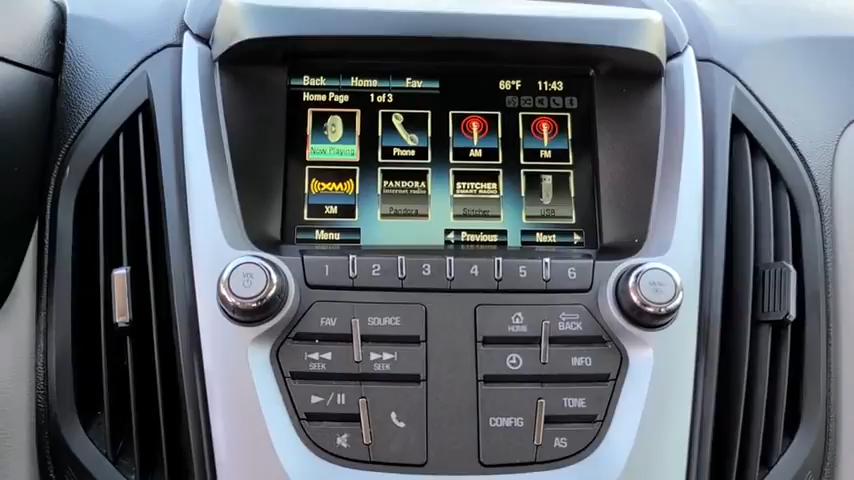 Back Home Fav 66°F 11:43
Home Page 1 of 3
Now Playing Phone AM FM
((XM))
PANDORA
internet radio
STITCHER
SMART RADIO
XM Pandora Stitcher USB
Menu Previous Next
1 2 3 4 5 6
VOL
MENU
FAV SOURCE HOME BACK
SEEK SEEK INFO
TONE
CONFIG
AS